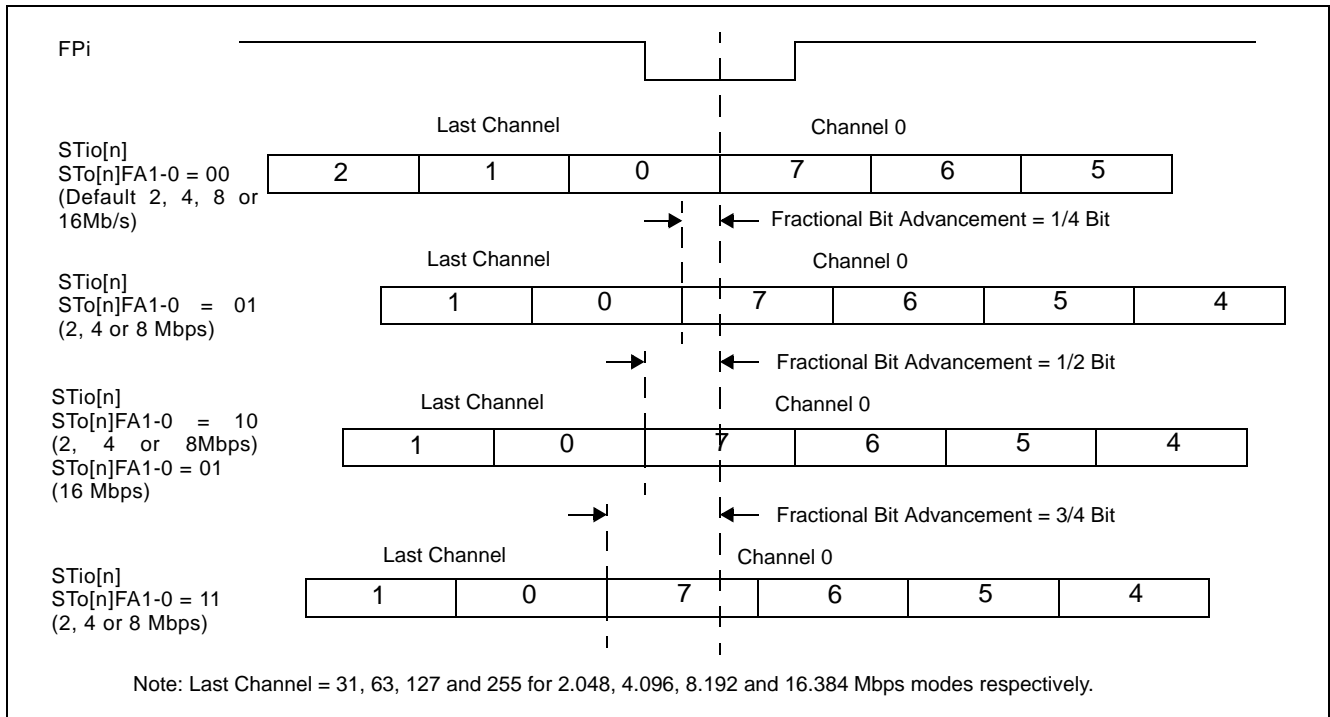 FPi
Last Channel
Channel 0
STio[n]
STo[n]FA1-0 = 00
(Default 2, 4, 8 or
16Mb/s)
2 1 0 7 6 5
Fractional Bit Advancement = 1/4 Bit
Last Channel
Channel 0
STio[n]
STo[n]FA1-0 = 01
(2, 4 or 8 Mbps)
1 0 7 6 5 4
Fractional Bit Advancement = 1/2 Bit
Last Channel
Channel 0
STio[n]
STo[n]FA1-0 = 10
(2, 4 or 8Mbps)
STo[n]FA1-0 = 01
(16 Mbps)
1 0 7 6 5 4
Fractional Bit Advancement = 3/4 Bit
Last Channel
Channel 0
STio[n]
STo[n]FA1-0 = 11
(2, 4 or 8 Mbps)
1 0 7 6 5 4
Note: Last Channel = 31, 63, 127 and 255 for 2.048, 4.096, 8.192 and 16.384 Mbps modes respectively.